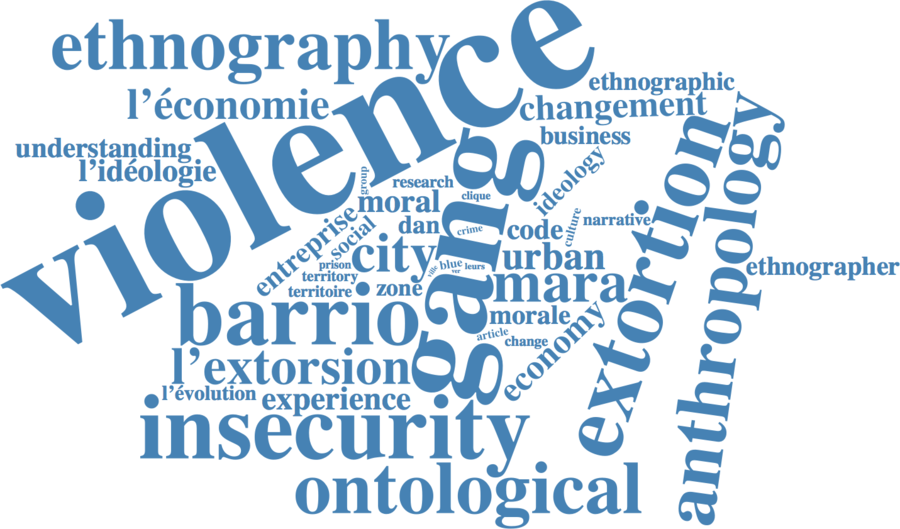 violence
ethnography
ethnographic
l’économie
changement
business
understanding
l’idéologie
gang
extortion
anthropology
ideology
group
research
clique
moral
entreprise
social
dan
crime
code
culture
narrative
city
urban
prison
territory
territoire
zone
ville
blue
ver
leurs
mara
ethnographer
barrio
morale
article
change
economy
l’extorsion
l’évolution
experience
insecurity
ontological